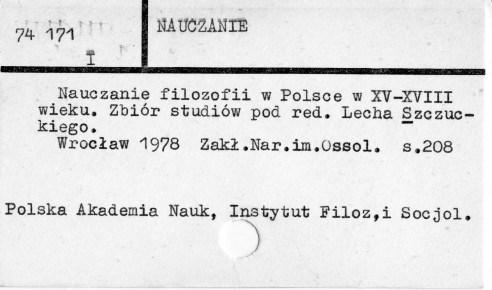 74 171
I
NAUCZANIE
Nauczanie filozofii w Polsce w XV-XVIII
wieku. Zbiór studiów pod red. Lecha Szczuc-
kiego.
Wrocław 1978 Zakł.Nar.im.Ossol. s.208
Polska Akademia Nauk, Instytut Filoz,i Socjol.